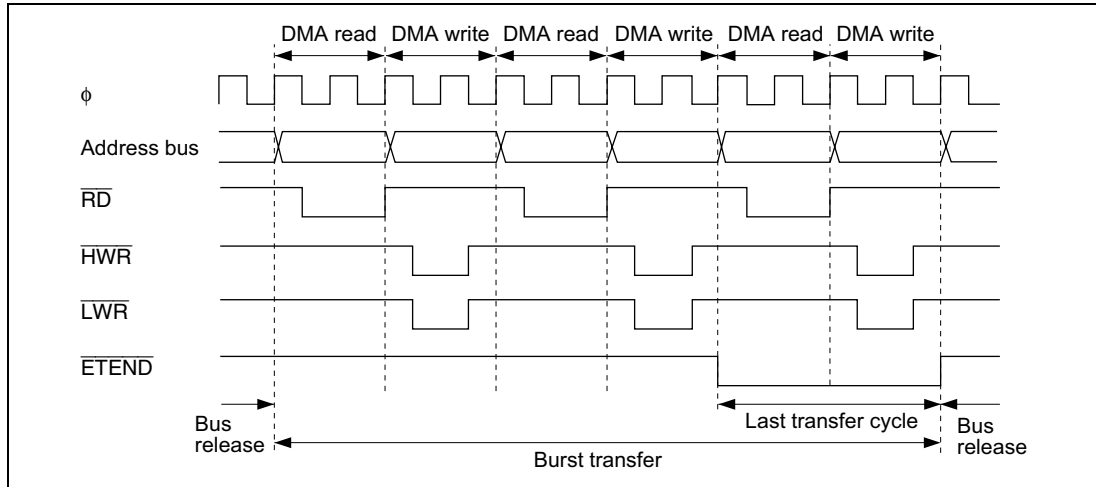 DMA read DMA write DMA read DMA write DMA read DMA write
ϕ
Address bus
RD
HWR
LWR
ETEND
Bus release
Last transfer cycle
Bus release
Burst transfer